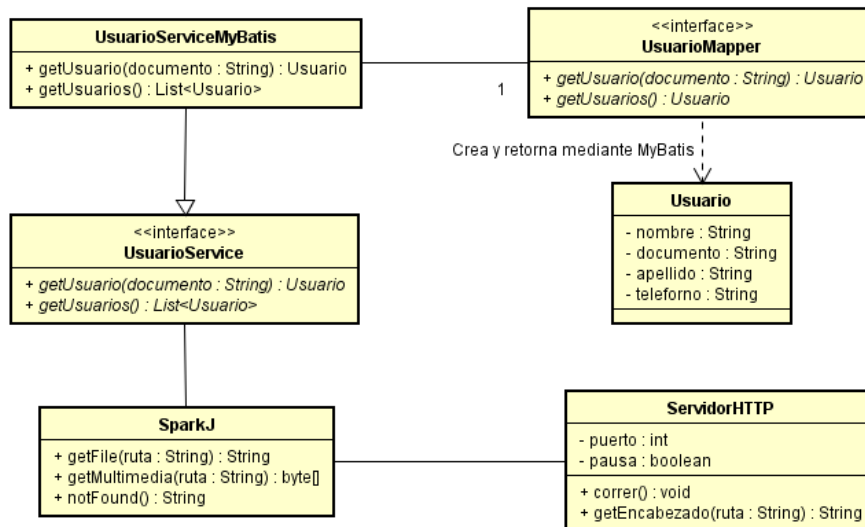 UsuarioServiceMyBatis
+ getUsuario(documento : String) : Usuario
+ getUsuarios() : List<Usuario>
1
<<interface>>
UsuarioMapper
+ getUsuario(documento : String) : Usuario
+ getUsuarios() : Usuario
Crea y retorna mediante MyBatis
Usuario
- nombre : String
- documento : String
- apellido : String
- teleforno : String
<<interface>>
UsuarioService
+ getUsuario(documento : String) : Usuario
+ getUsuarios() : List<Usuario>
SparkJ
+ getFile(ruta : String) : String
+ getMultimedia(ruta : String) : byte[]
+ notFound() : String
ServidorHTTP
- puerto : int
- pausa : boolean
+ correr() : void
+ getEncabezado(ruta : String) : String